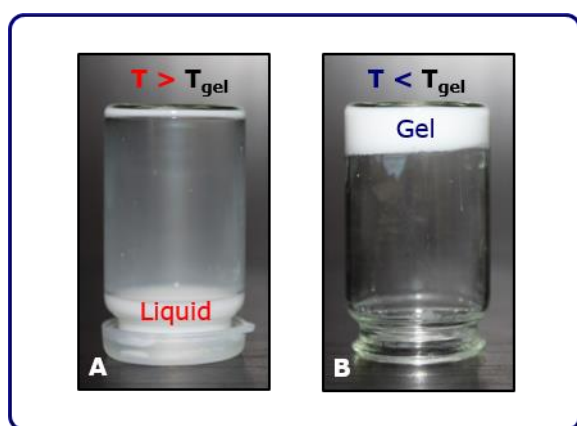 T > Tgel
Liquid
A
T < Tgel
Gel
B